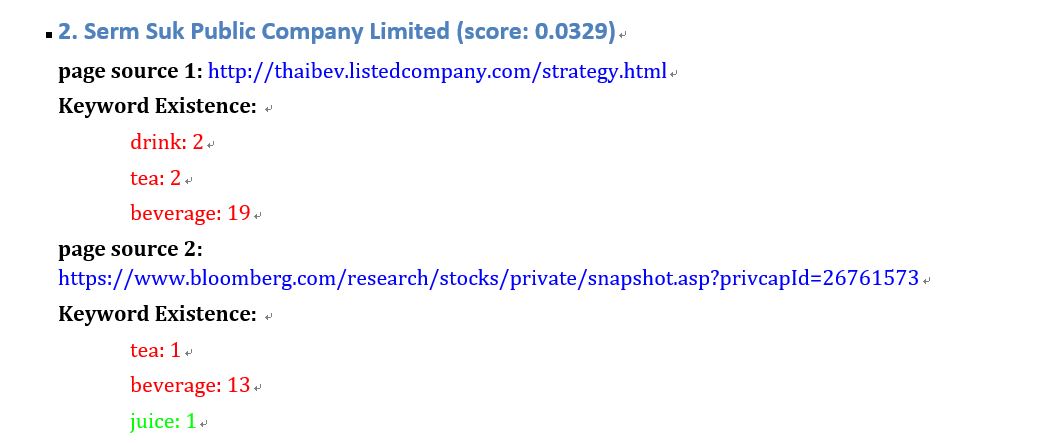 2. Serm Suk Public Company Limited (score: 0.0329)
page source 1: http://thaibev.listedcompany.com/strategy.html
Keyword Existence:
drink: 2
tea: 2
beverage: 19
page source 2:
https://www.bloomberg.com/research/stocks/private/snapshot.asp?privcapId=26761573
Keyword Existence:
tea: 1
beverage: 13
juice: 1